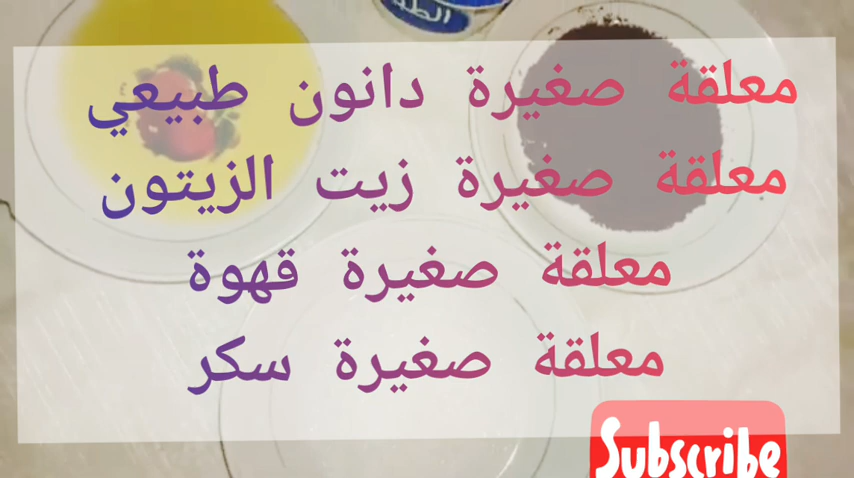 معلقة صغيرة دانون طبيعي
معلقة صغيرة زيت الزيتون
معلقة صغيرة قهوة
معلقة صغيرة سكر
Subscribe